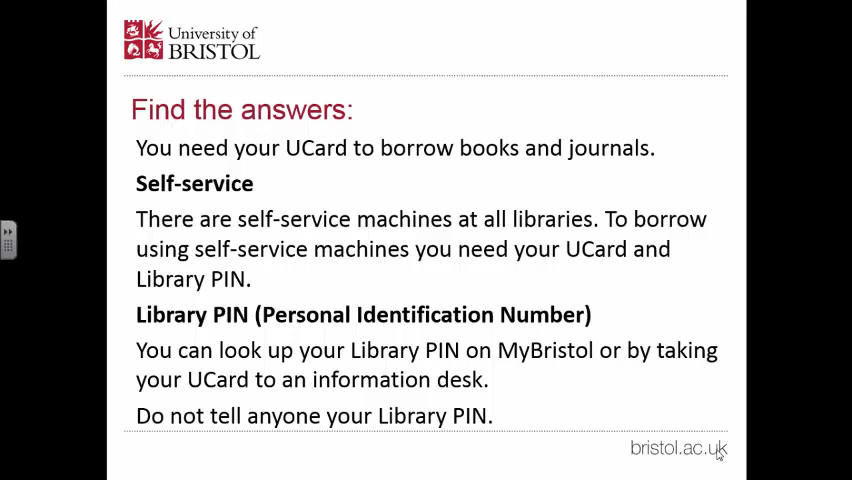 University of
BRISTOL
Find the answers:
You need your UCard to borrow books and journals.
Self-service
There are self-service machines at all libraries. To borrow
using self-service machines you need your UCard and
Library PIN.
Library PIN (Personal Identification Number)
You can look up your Library PIN on MyBristol or by taking
your UCard to an information desk.
Do not tell anyone your Library PIN.
bristol.ac.uk